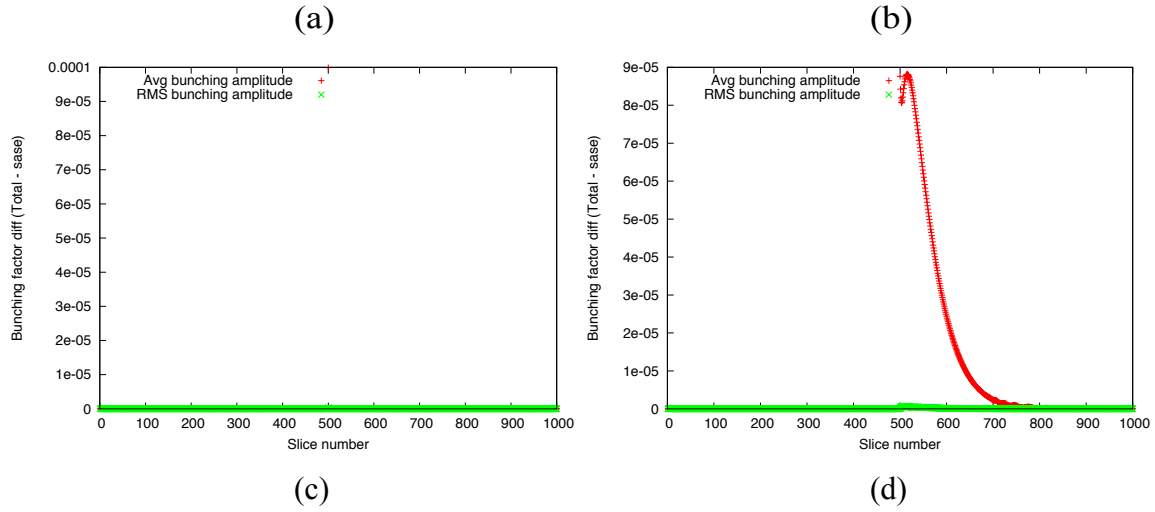 (a)
(b)
0.0001
9e-05
8e-05
7e-05
6e-05
5e-05
4e-05
3e-05
2e-05
1e-05
0
Bunching factor diff (Total - sase)
Avg bunching amplitude
RMS bunching amplitude
0 100 200 300 400 500 600 700 800 900 1000
Slice number
9e-05
8e-05
7e-05
6e-05
5e-05
4e-05
3e-05
2e-05
1e-05
0
Bunching factor diff (Total - sase)
Avg bunching amplitude
RMS bunching amplitude
0 100 200 300 400 500 600 700 800 900 1000
Slice number
(c)
(d)